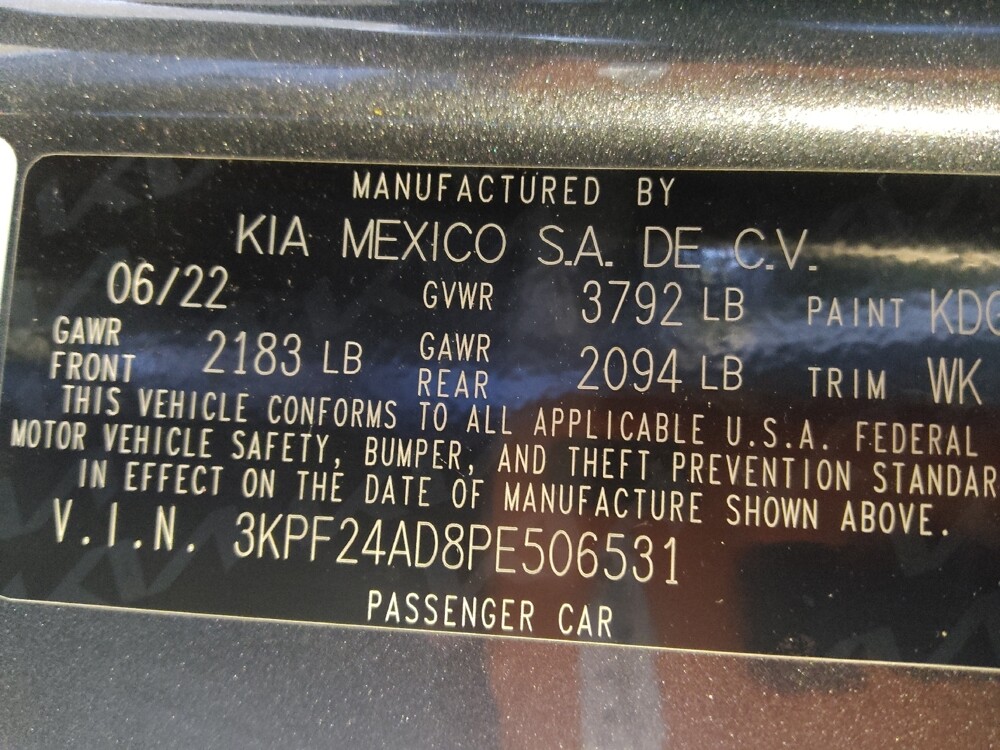 MANUFACTURED BY
KIA MEXICO S.A. DE C.V.
06/22 GVWR 3792 LB PAINT
GAWR FRONT 2183 LB GAWR REAR 2094 LB TRIM WK
THIS VEHICLE CONFORMS TO ALL APPLICABLE U.S.A. FEDERAL
MOTOR VEHICLE SAFETY, BUMPER, AND THEFT PREVENTION
IN EFFECT ON THE DATE OF MANUFACTURE SHOWN ABOVE.
V.I.N. 3KPF24AD8PE506531
PASSENGER CAR